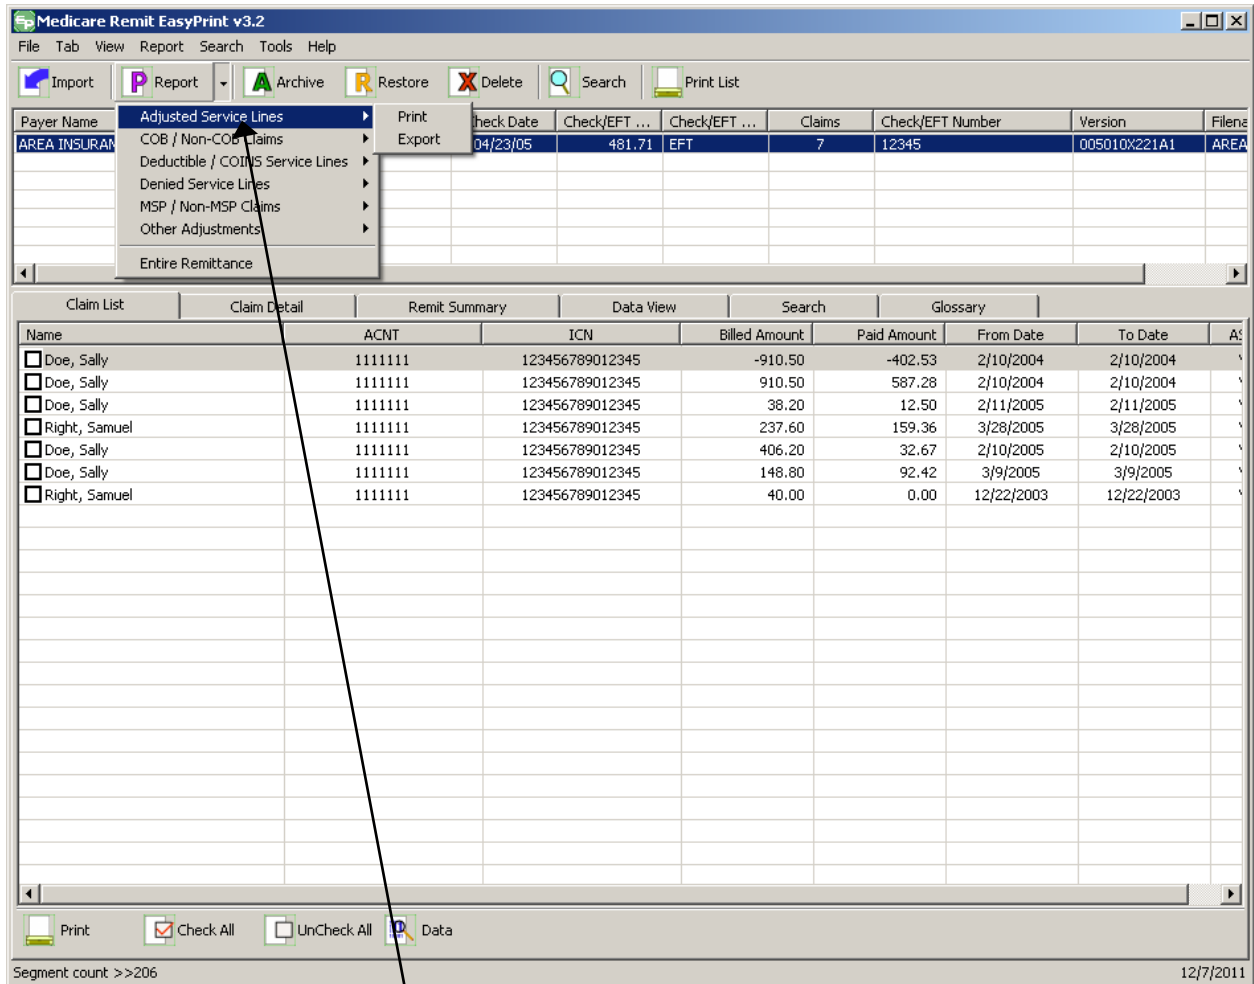 Medicare Remit EasyPrint v3.2
File Tab View Report Search Tools Help
Import Report Archive Restore Delete Search Print List
Payer Name Check Date Check/EFT ... Check/EFT ... Claims Check/EFT Number Version Filena
AREA INSURAN 04/23/05 481.71 EFT 7 12345 005010X221A1 AREA
Adjusted Service Lines
COB / Non-COB Claims
Deductible / COINS Service Lines
Denied Service Lines
MSP / Non-MSP Claims
Other Adjustments
Entire Remittance
Print
Export
Claim List Claim Detail Remit Summary Data View Search Glossary
Name ACNT ICN Billed Amount Paid Amount From Date To Date
Doe, Sally 1111111 123456789012345 -910.50 -402.53 2/10/2004 2/10/2004
Doe, Sally 1111111 123456789012345 910.50 587.28 2/10/2004 2/10/2004
Doe, Sally 1111111 123456789012345 38.20 12.50 2/11/2005 2/11/2005
Right, Samuel 1111111 123456789012345 237.60 159.36 3/28/2005 3/28/2005
Doe, Sally 1111111 123456789012345 406.20 32.67 2/10/2005 2/10/2005
Doe, Sally 1111111 123456789012345 148.80 92.42 3/9/2005 3/9/2005
Right, Samuel 1111111 123456789012345 40.00 0.00 12/22/2003 12/22/2003
Print Check All UnCheck All Data
Segment count >>206 12/7/2011